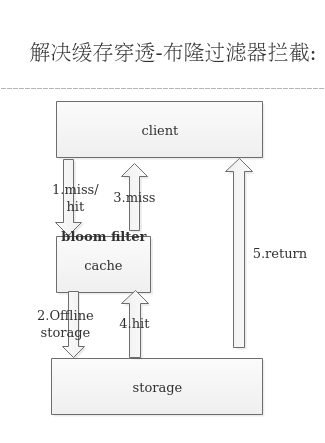 解决缓存穿透-布隆过滤器拦截:
client
1.miss/
hit
3.miss
bloom filter
cache
5.return
2.Offline
storage
4.hit
storage